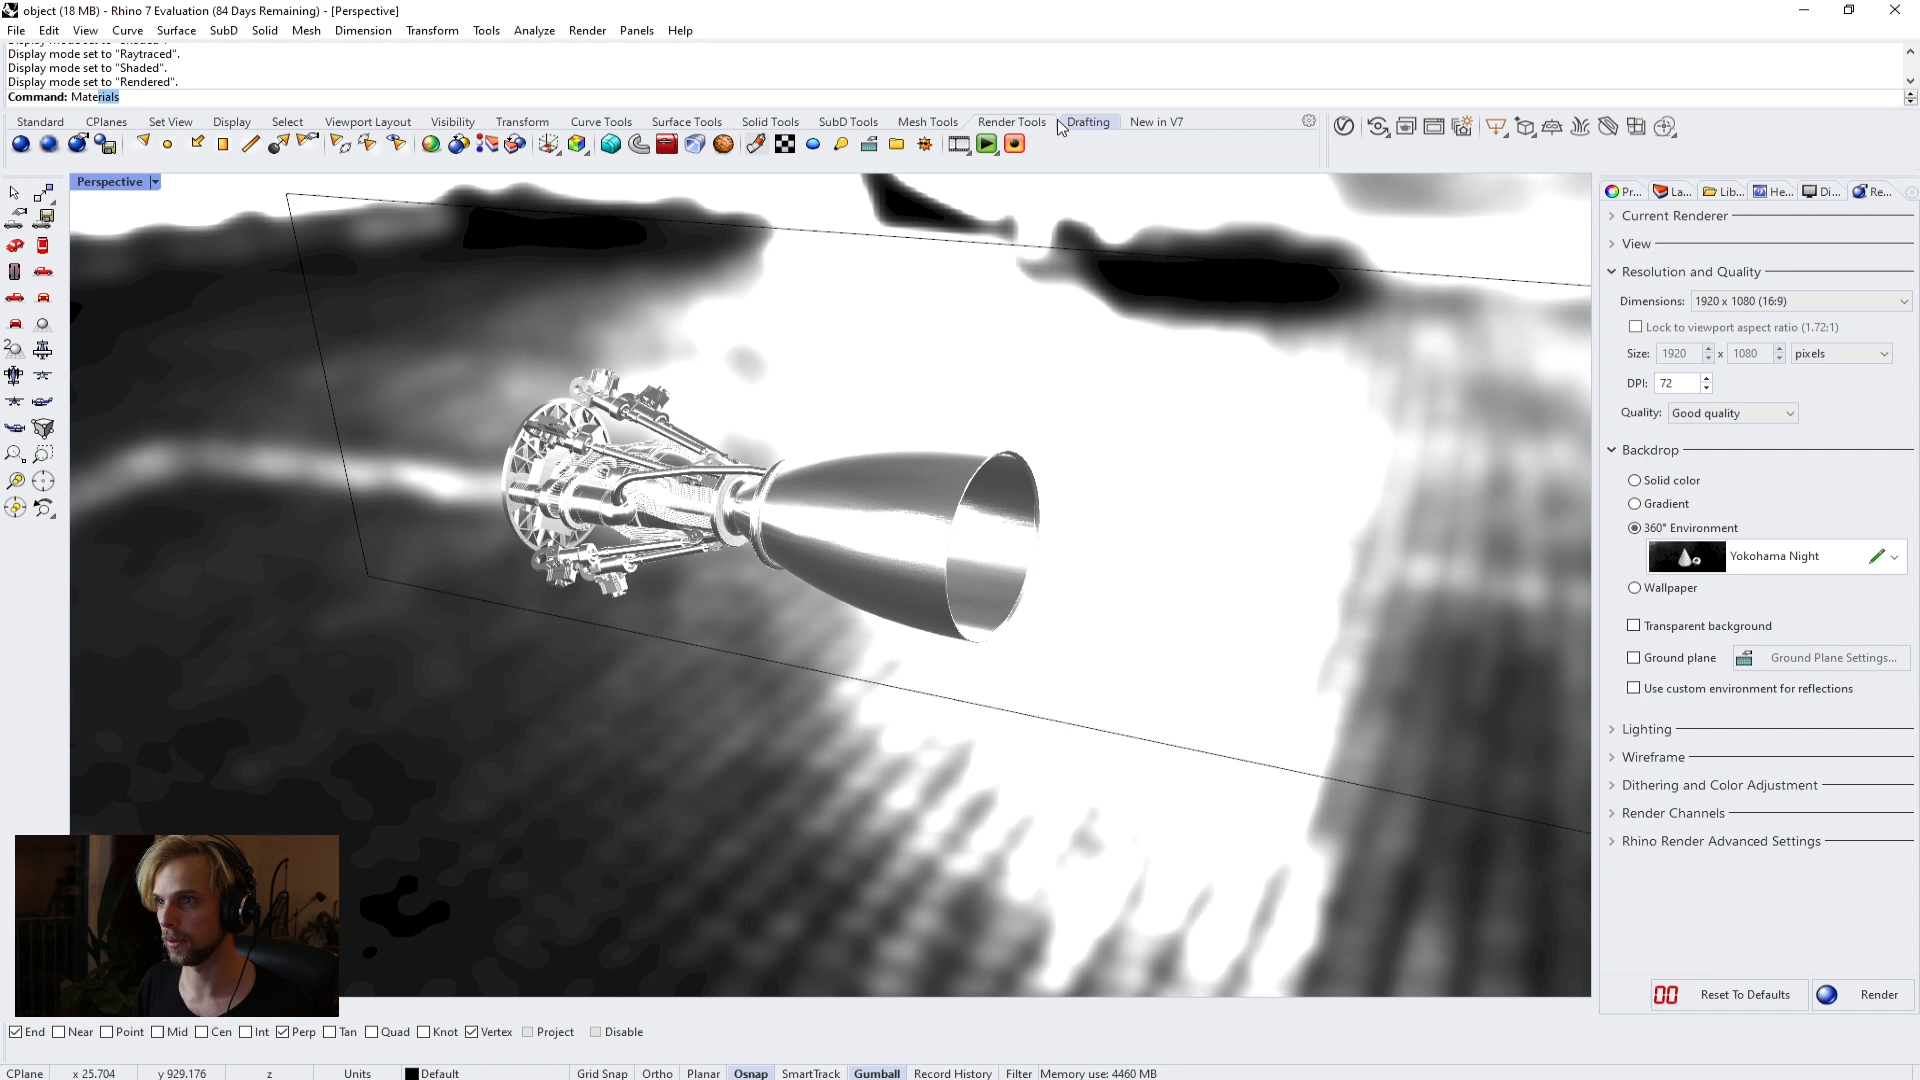 object (18 MB) - Rhino 7 Evaluation (84 Days Remaining) - [Perspective]
File Edit View Curve Surface SubD Solid Mesh Dimension Transform Tools Analyze Render Panels Help
Display mode set to "Raytraced".
Display mode set to "Shaded".
Display mode set to "Rendered".
Command: Materials
Standard CPlanes Set View Display Select Viewport Layout Visibility Transform Curve Tools Surface Tools Solid Tools SubD Tools Mesh Tools Render Tools Drafting New in V7
Perspective
Pr... La... Lib... He... Di... Re...
Current Renderer
View
Resolution and Quality
Dimensions: 1920 x 1080 (16:9)
Lock to viewport aspect ratio (1.72:1)
Size: 1920 x 1080 pixels
DPI: 72
Quality: Good quality
Backdrop
Solid color
Gradient
360° Environment
Yokohama Night
Wallpaper
Transparent background
Ground plane Ground Plane Settings...
Use custom environment for reflections
Lighting
Wireframe
Dithering and Color Adjustment
Render Channels
Rhino Render Advanced Settings
Reset To Defaults Render
End Near Point Mid Cen Int Perp Tan Quad Knot Vertex Project Disable
CPlane x 25.704 y 929.176 z Units Default Grid Snap Ortho Planar Osnap SmartTrack Gumball Record History Filter Memory use: 4460 MB